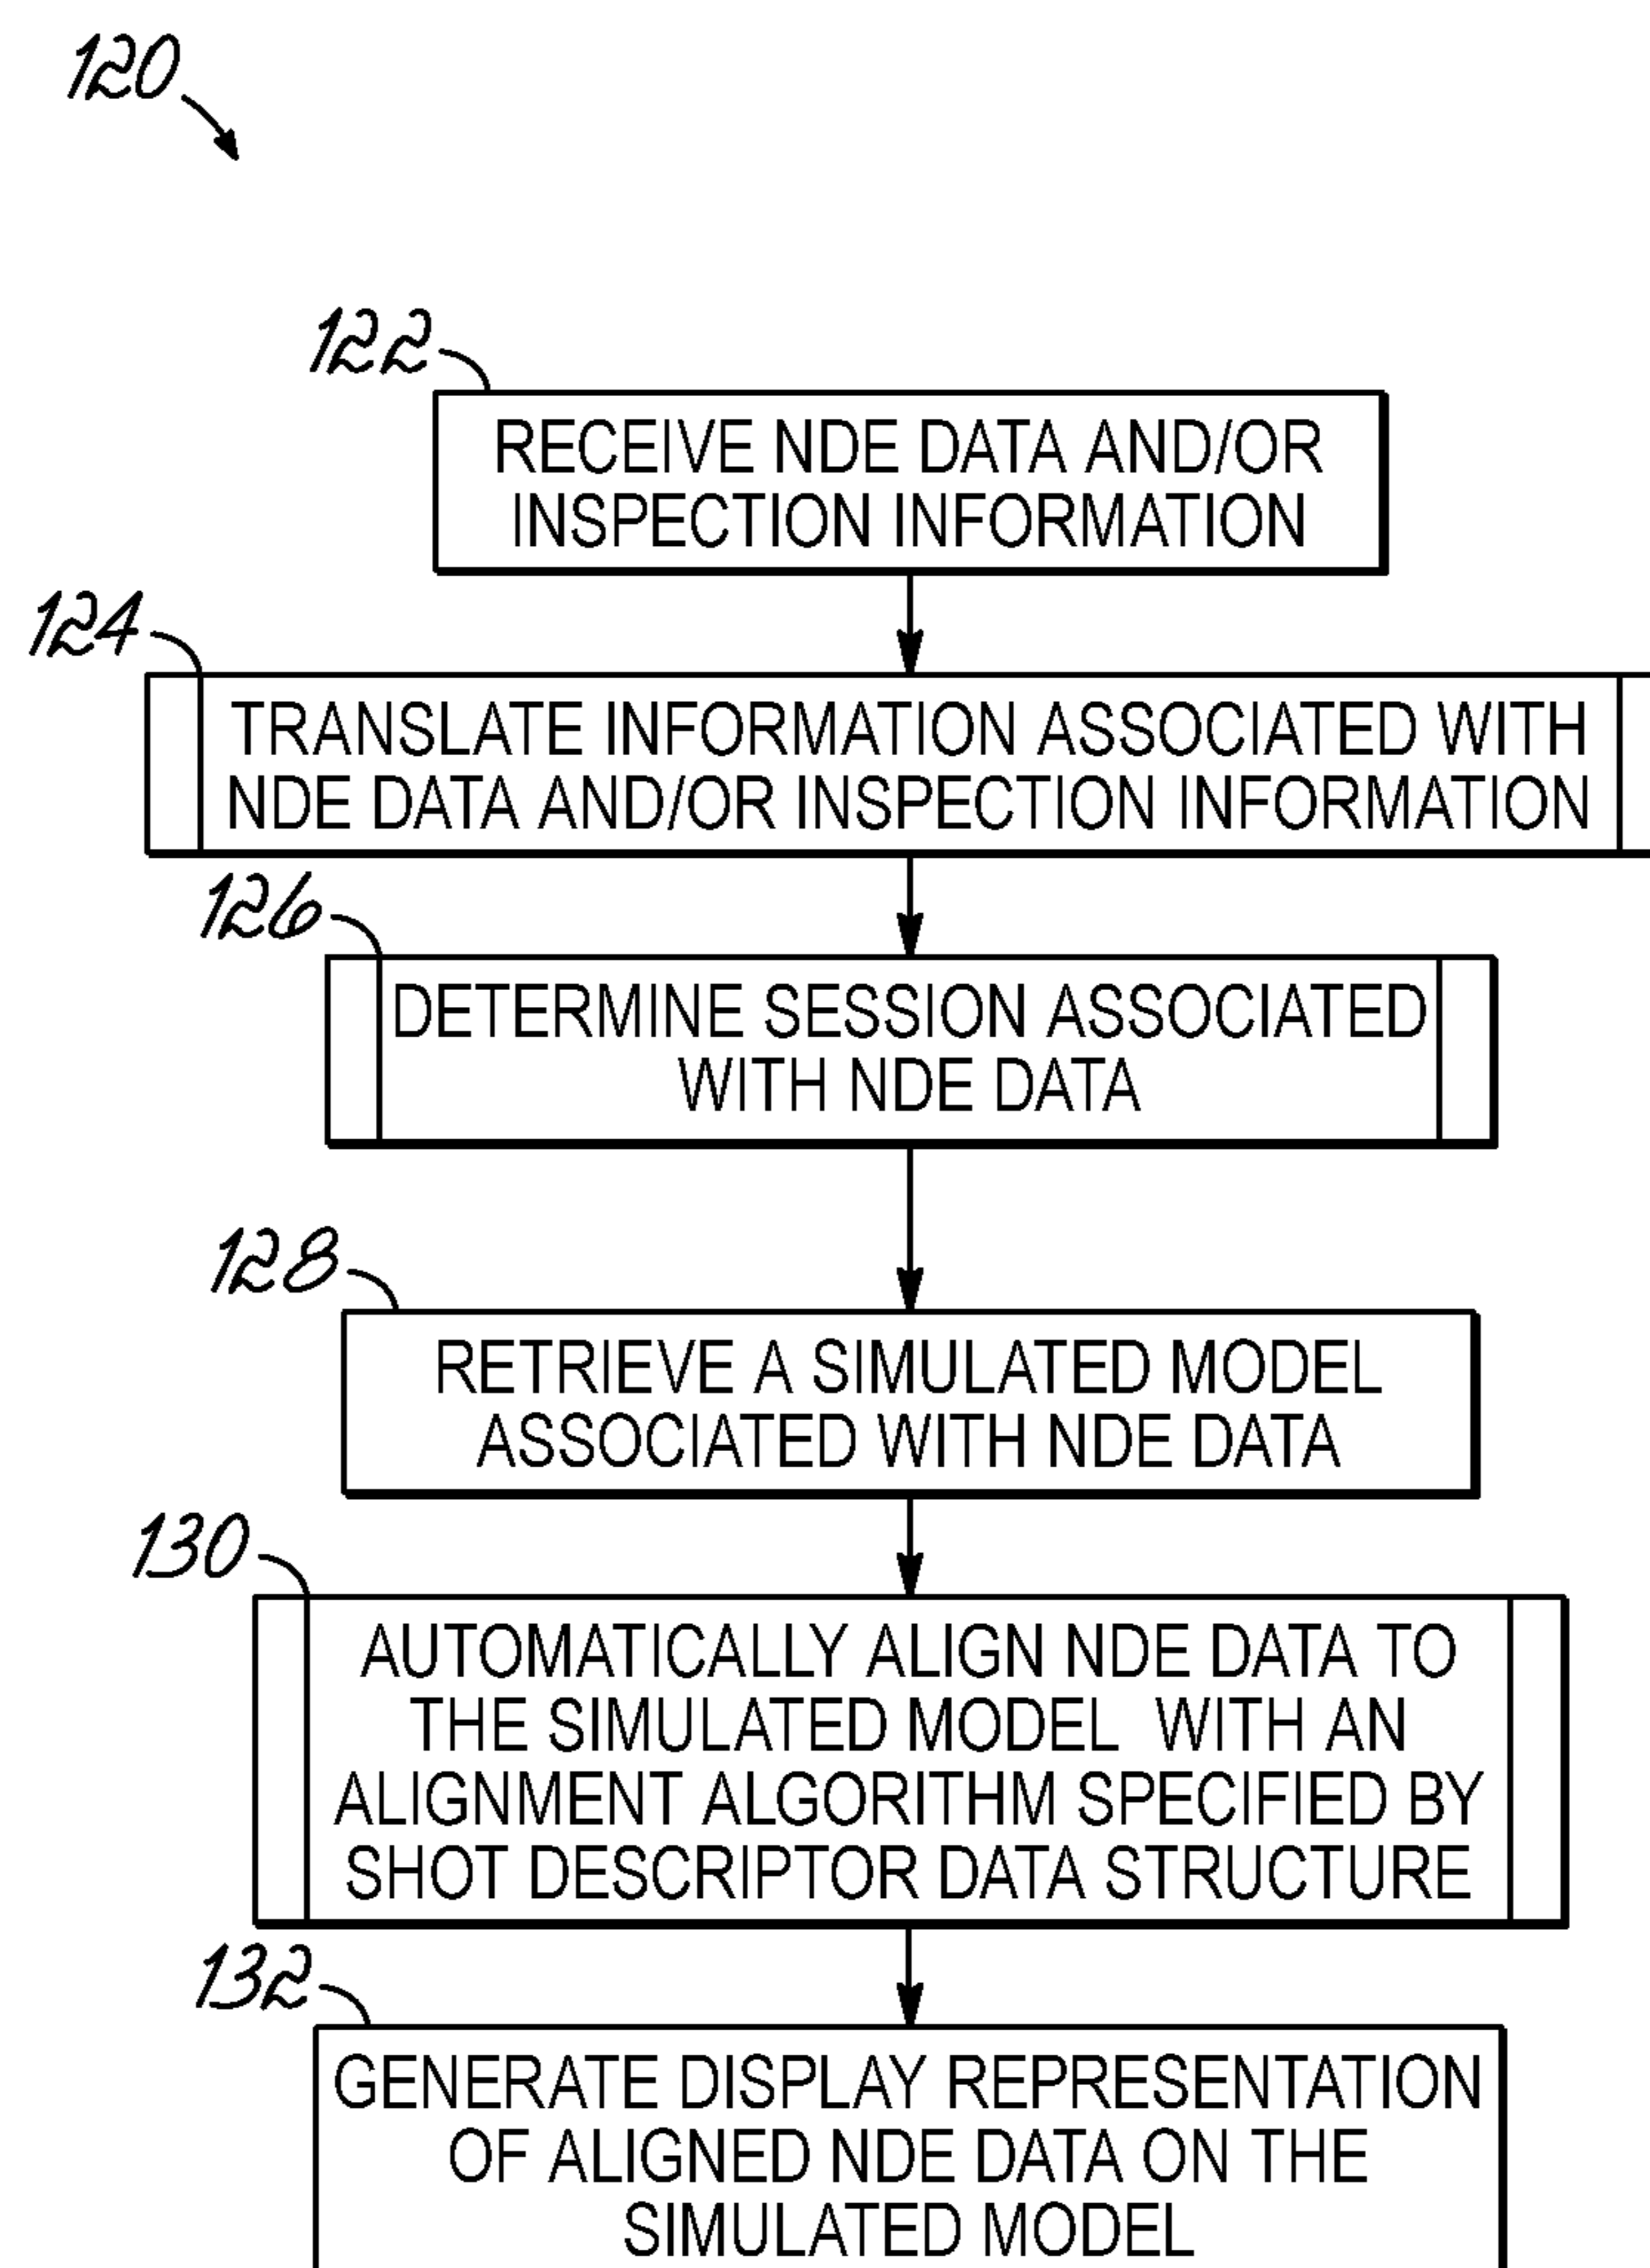 120
122
RECEIVE NDE DATA AND/OR
INSPECTION INFORMATION
124
TRANSLATE INFORMATION ASSOCIATED WITH
NDE DATA AND/OR INSPECTION INFORMATION
126
DETERMINE SESSION ASSOCIATED
WITH NDE DATA
128
RETRIEVE A SIMULATED MODEL
ASSOCIATED WITH NDE DATA
130
AUTOMATICALLY ALIGN NDE DATA TO
THE SIMULATED MODEL WITH AN
ALIGNMENT ALGORITHM SPECIFIED BY
SHOT DESCRIPTOR DATA STRUCTURE
132
GENERATE DISPLAY REPRESENTATION
OF ALIGNED NDE DATA ON THE
SIMULATED MODEL